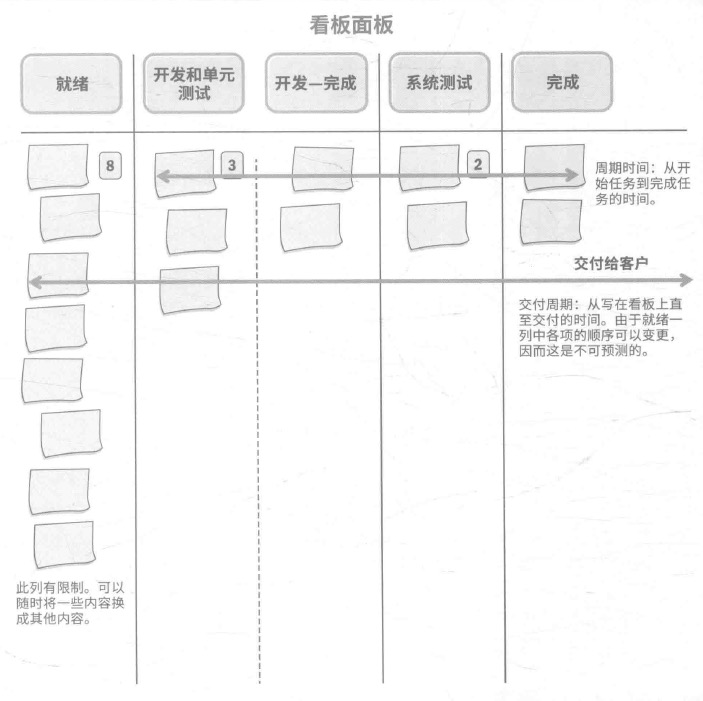 看板面板
就绪
开发和单元
测试
开发—完成
系统测试
完成
8
3
2
周期时间：从开
始任务到完成任
务的时间。
交付给客户
交付周期：从写在看板上直
至交付的时间。由于就绪一
列中各项的顺序可以变更，
因而这是不可预测的。
此列有限制。可以
随时将一些内容换
成其他内容。